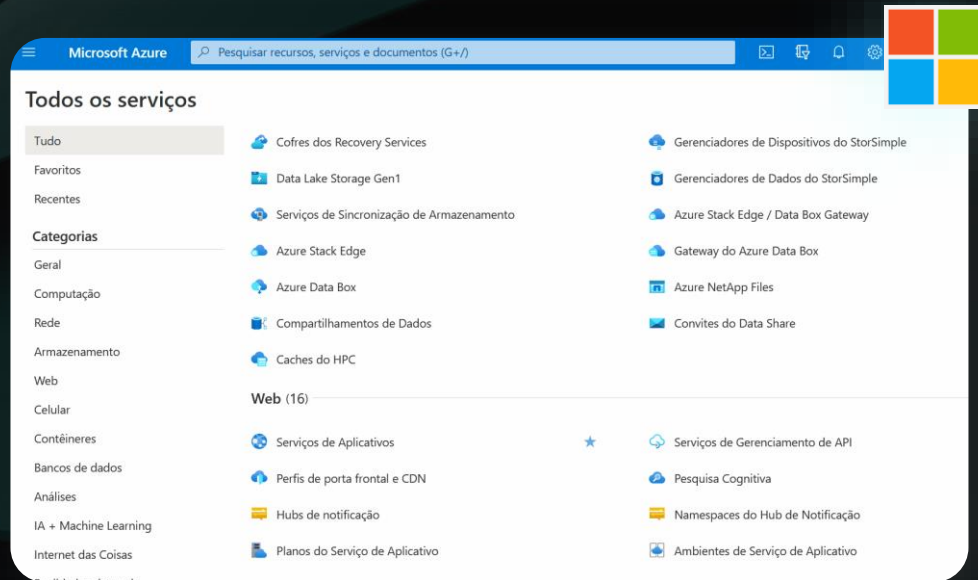 Microsoft Azure
Pesquisar recursos, serviços e documentos (G+/)
Todos os serviços
Tudo
Favoritos
Recentes
Categorias
Geral
Computação
Rede
Armazenamento
Web
Celular
Contêineres
Bancos de dados
Análises
IA + Machine Learning
Internet das Coisas
Cofres dos Recovery Services
Gerenciadores de Dispositivos do StorSimple
Data Lake Storage Gen1
Gerenciadores de Dados do StorSimple
Serviços de Sincronização de Armazenamento
Azure Stack Edge / Data Box Gateway
Azure Stack Edge
Gateway do Azure Data Box
Azure Data Box
Azure NetApp Files
Compartilhamentos de Dados
Convites do Data Share
Caches do HPC
Web (16)
Serviços de Aplicativos
Serviços de Gerenciamento de API
Perfis de porta frontal e CDN
Pesquisa Cognitiva
Hubs de notificação
Namespaces do Hub de Notificação
Planos do Serviço de Aplicativo
Ambientes de Serviço de Aplicativo